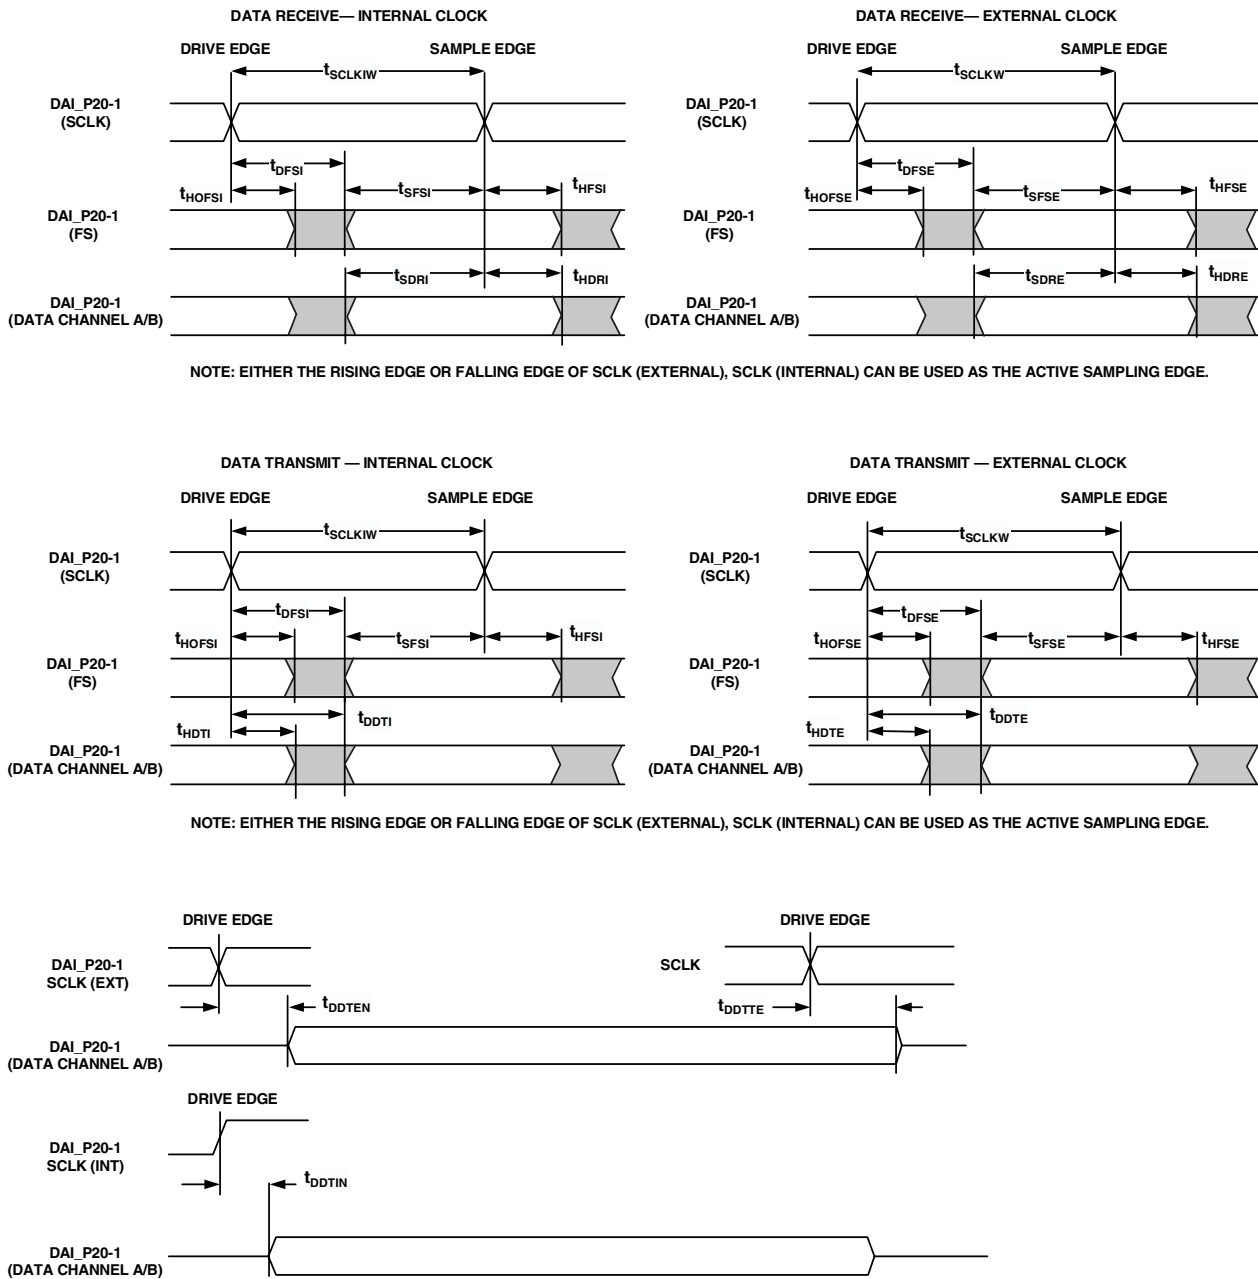 DATA RECEIVE— INTERNAL CLOCK
DRIVE EDGE SAMPLE EDGE
tSCLKIW
DAI_P20-1
(SCLK)
tDFSI
tHOFSI tSFSI tHFSI
DAI_P20-1
(FS)
tSDRI tHDRI
DAI_P20-1
(DATA CHANNEL A/B)
DATA RECEIVE— EXTERNAL CLOCK
DRIVE EDGE SAMPLE EDGE
tSCLKW
DAI_P20-1
(SCLK)
tDFSE
tHOFSE tSFSE tHFSE
DAI_P20-1
(FS)
tSDRE tHDRE
DAI_P20-1
(DATA CHANNEL A/B)
NOTE: EITHER THE RISING EDGE OR FALLING EDGE OF SCLK (EXTERNAL), SCLK (INTERNAL) CAN BE USED AS THE ACTIVE SAMPLING EDGE.
DATA TRANSMIT — INTERNAL CLOCK
DRIVE EDGE SAMPLE EDGE
tSCLKIW
DAI_P20-1
(SCLK)
tDFSI
tHOFSI tSFSI tHFSI
DAI_P20-1
(FS)
tDDTI
tHDTI
DAI_P20-1
(DATA CHANNEL A/B)
DATA TRANSMIT — EXTERNAL CLOCK
DRIVE EDGE SAMPLE EDGE
tSCLKW
DAI_P20-1
(SCLK)
tDFSE
tHOFSE tSFSE tHFSE
DAI_P20-1
(FS)
tDDTE
tHDTE
DAI_P20-1
(DATA CHANNEL A/B)
NOTE: EITHER THE RISING EDGE OR FALLING EDGE OF SCLK (EXTERNAL), SCLK (INTERNAL) CAN BE USED AS THE ACTIVE SAMPLING EDGE.
DRIVE EDGE DRIVE EDGE
DAI_P20-1
SCLK (EXT)
SCLK
tDDTEN tDDTTE
DAI_P20-1
(DATA CHANNEL A/B)
DRIVE EDGE
DAI_P20-1
SCLK (INT)
tDDTIN
DAI_P20-1
(DATA CHANNEL A/B)